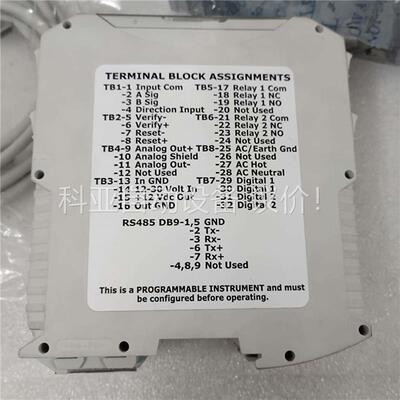 TERMINAL BLOCK ASSIGNMENTS
TB1-1 Input Com TB5-17 Relay 1 Com
-2 A Sig -18 Relay 1 NC
-3 B Sig -19 Relay 1 NO
-4 Direction Input -20 Not Used
TB2-5 Verify- TB6-21 Relay 2 Com
-6 Verify+ -22 Relay 2 NC
-7 Reset- -23 Relay 2 NO
-8 Reset+ -24 Not Used
TB4-9 Analog Out+ TB8-25 AC/Earth Gnd
-10 Analog Shield -26 Not Used
-11 Analog Out- -27 AC Hot
-12 Not Used -28 AC Neutral
TB3-13 In GND TB7-29 Digital 1
-14 12-30 Volt In -30 Digital 1
-15 +12 Vdc Out -31 Digital 2
-16 Out GND -32 Digital 2
RS485 DB9-1,5 GND
-2 Tx-
-3 Rx-
-6 Tx+
-7 Rx+
-4,8,9 Not Used
This is a PROGRAMMABLE INSTRUMENT and must
be configured before operating.